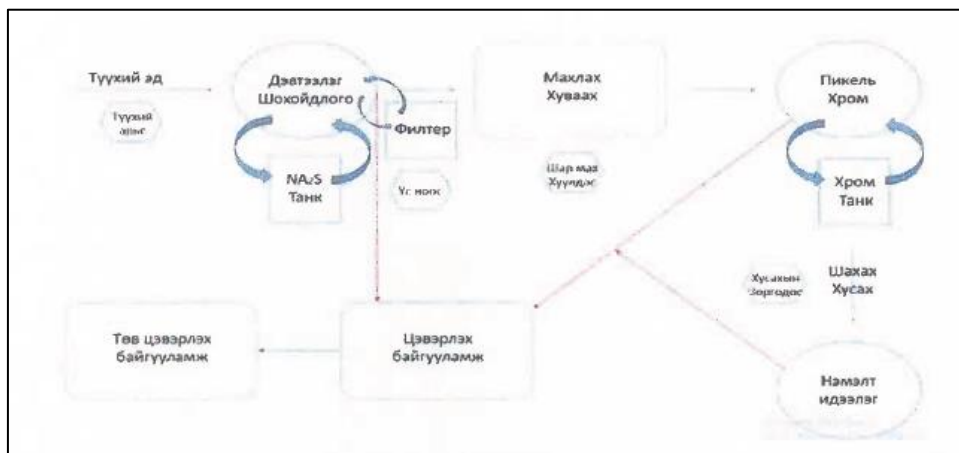 Түүхий эд
Түүхий
арьс
Дэвтээлэг
Шохойдлого
Филтер
NA₂S
Танк
Үс ноос
Махлах
Хуваах
Шар мах
Хуулдас
Пикель
Хром
Хром
Танк
Хусахын
Зоргодос
Шахах
Хусах
Төв цэвэрлэх
байгууламж
Цэвэрлэх
байгууламж
Нэмэлт
идээлэг